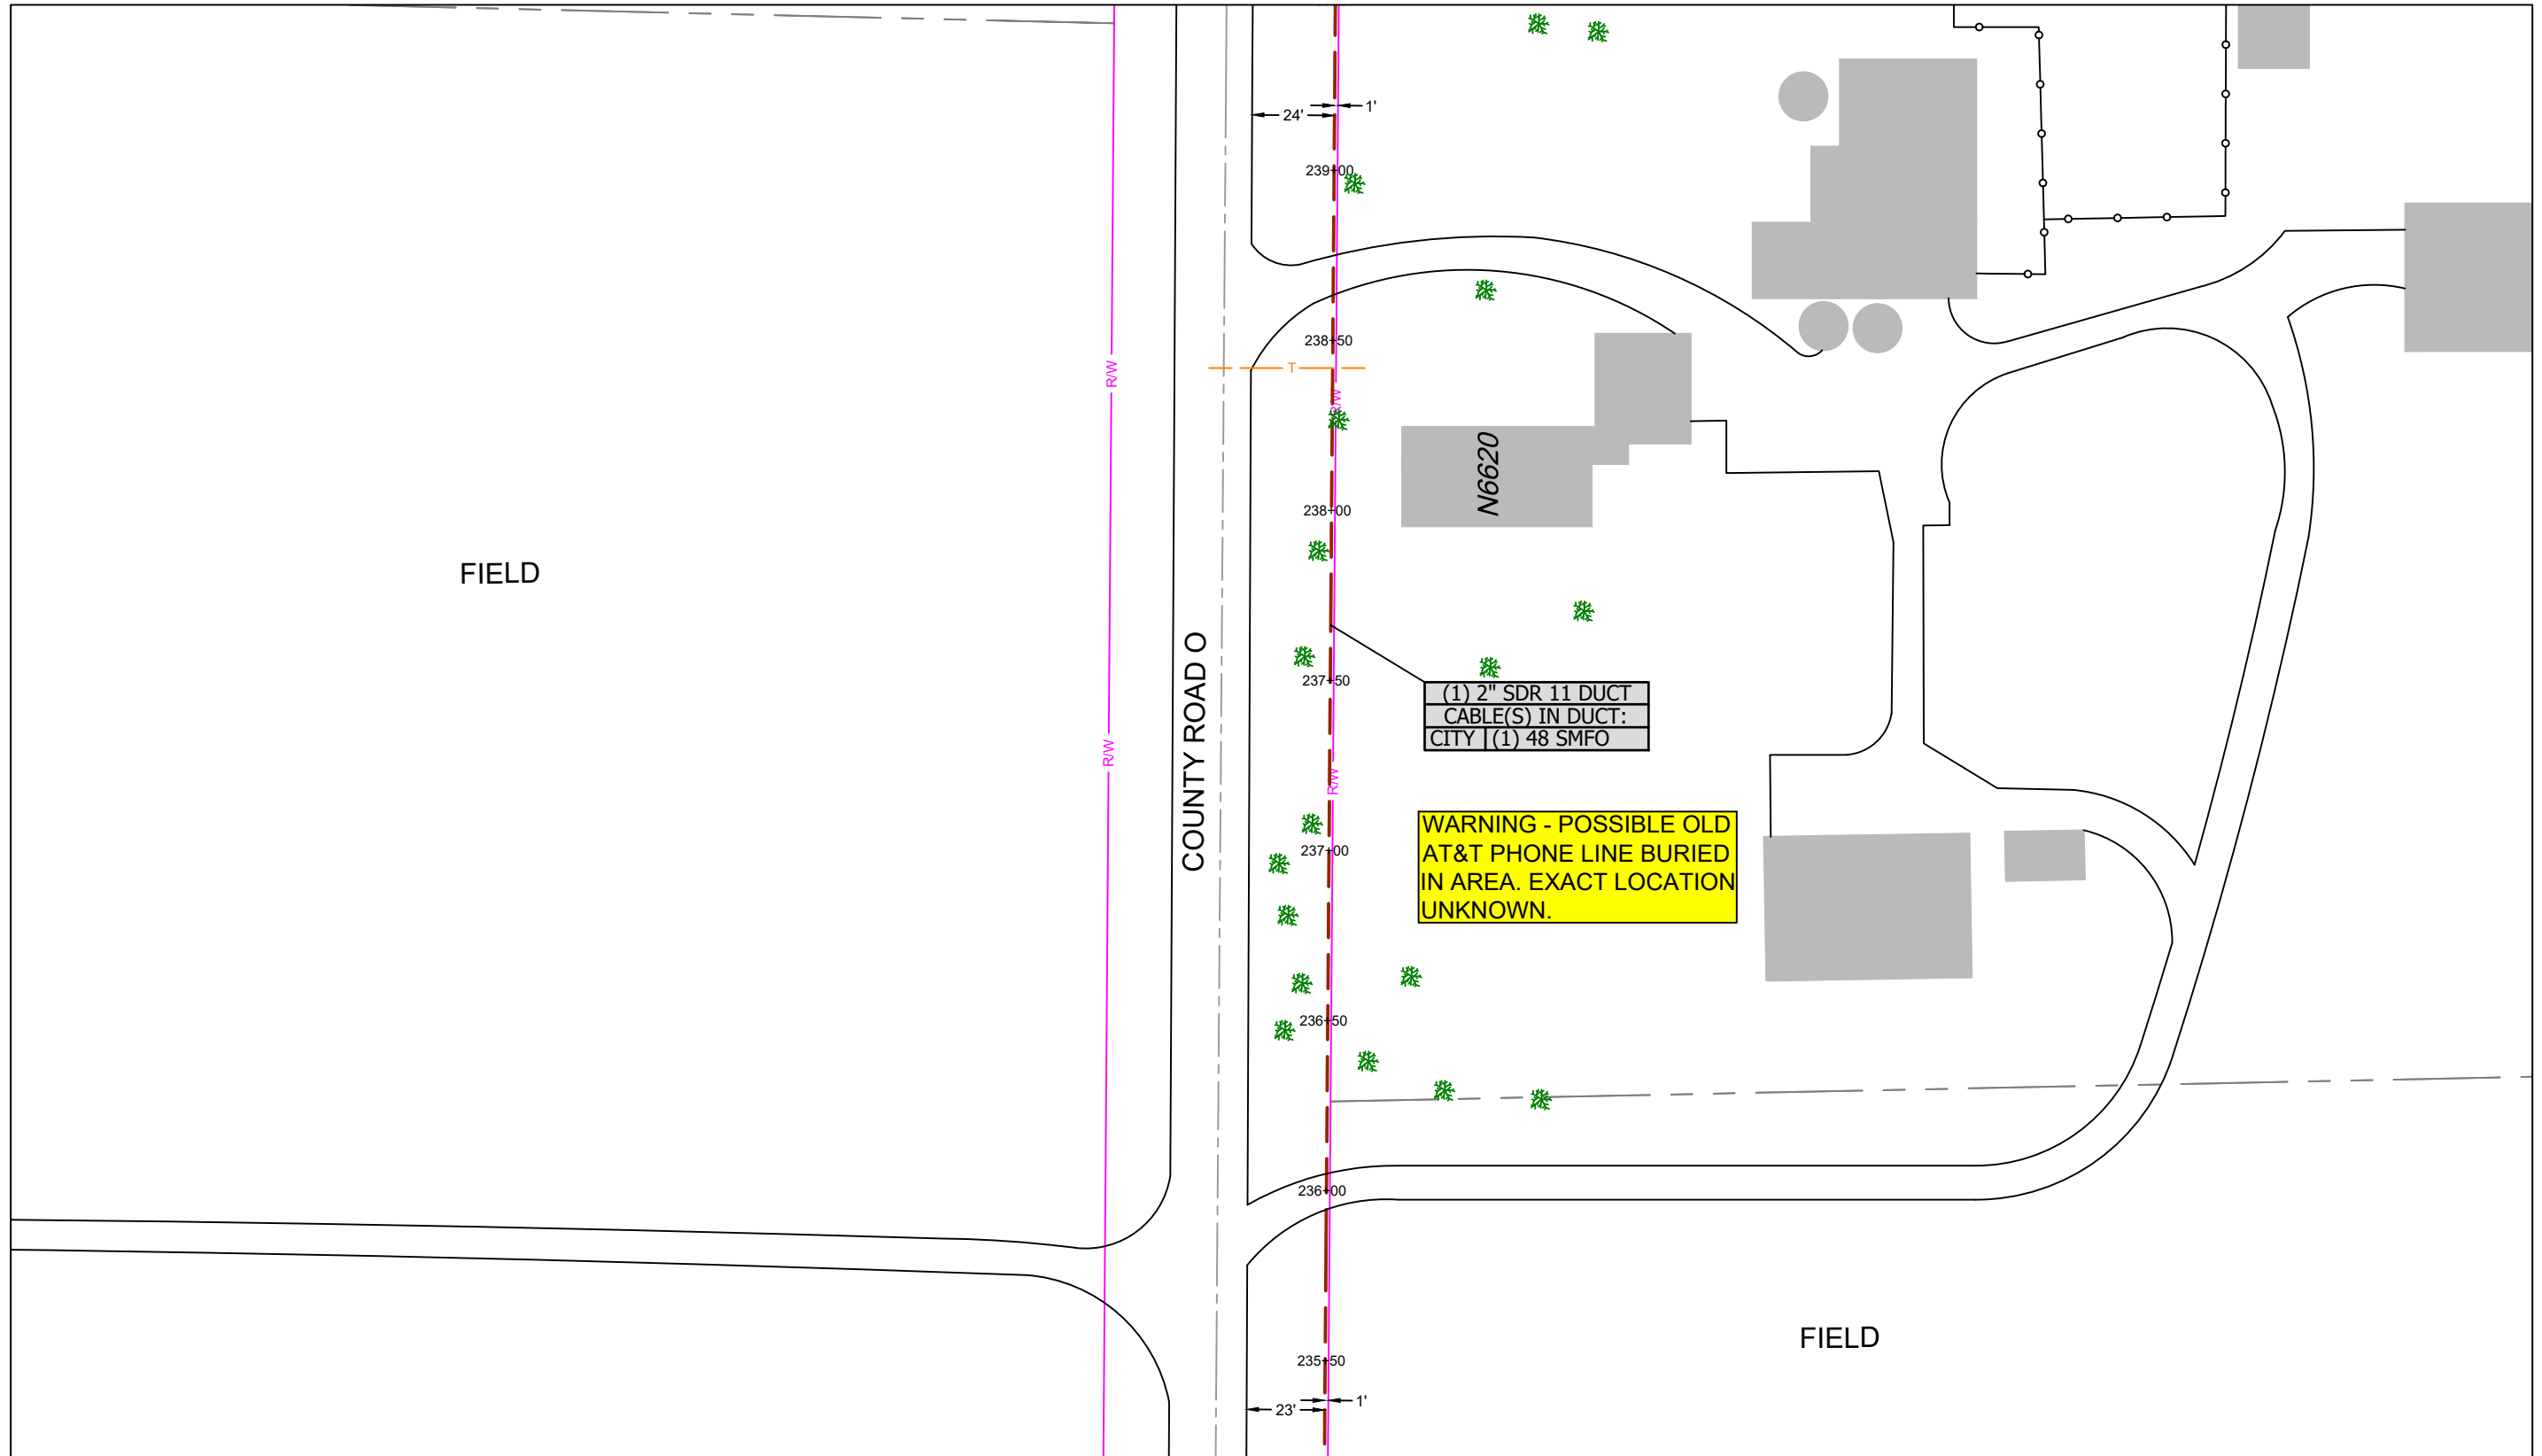 1'
24'
239+00
238+50
R/W
T
R/W
N6620
238+00
FIELD
COUNTY ROAD O
237+50
(1) 2" SDR 11 DUCT
CABLE(S) IN DUCT:
CITY (1) 48 SMFO
R/W
R/W
WARNING - POSSIBLE OLD
AT&T PHONE LINE BURIED
IN AREA. EXACT LOCATION
UNKNOWN.
237+00
236+50
236+00
FIELD
235+50
1'
23'